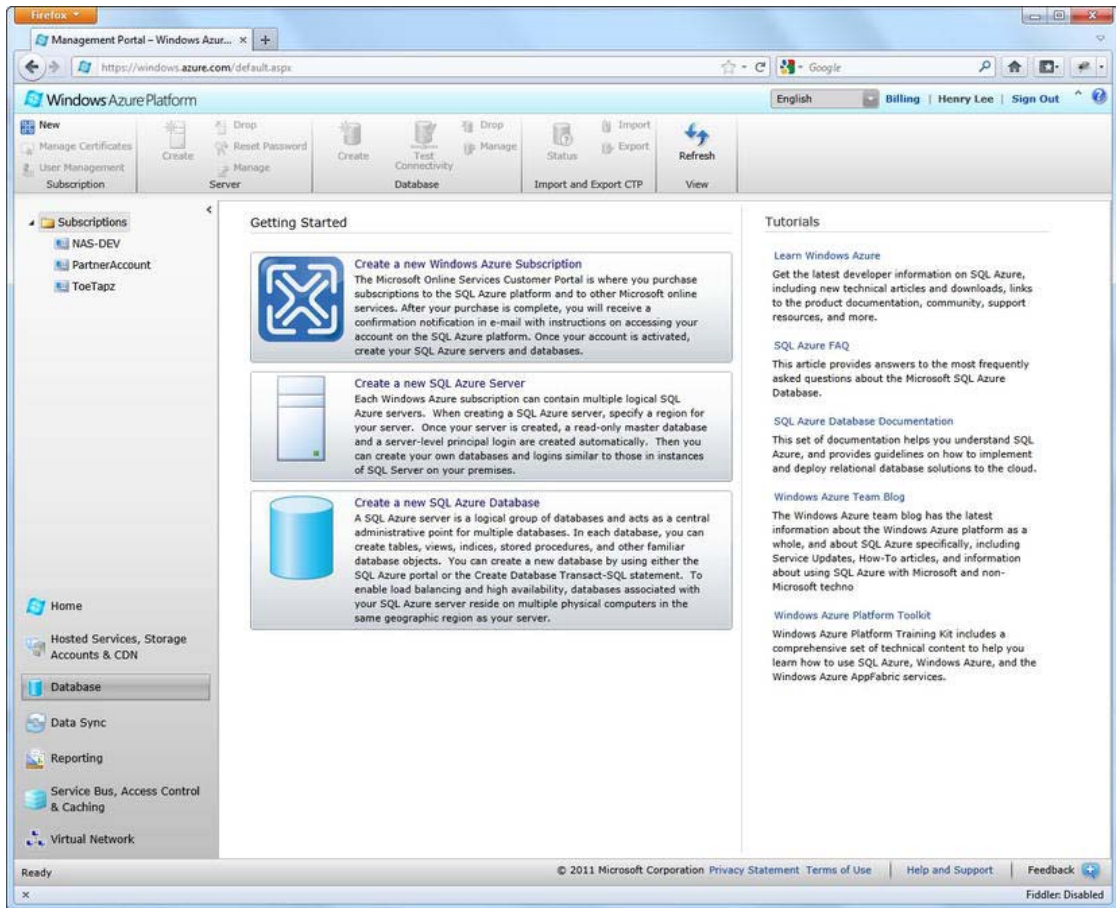 Firefox
Management Portal – Windows Azur... × +
https://windows.azure.com/default.aspx
Google
Windows Azure Platform
English
Billing | Henry Lee | Sign Out
New
Manage Certificates
User Management
Subscription
Create
Drop
Reset Password
Manage
Server
Create
Test
Connectivity
Drop
Manage
Database
Status
Import
Export
Import and Export CTP
Refresh
View
Subscriptions
NAS-DEV
PartnerAccount
ToeTapz
Getting Started
Create a new Windows Azure Subscription
The Microsoft Online Services Customer Portal is where you purchase
subscriptions to the SQL Azure platform and to other Microsoft online
services. After your purchase is complete, you will receive a
confirmation notification in e-mail with instructions on accessing your
account on the SQL Azure platform. Once your account is activated,
create your SQL Azure servers and databases.
Create a new SQL Azure Server
Each Windows Azure subscription can contain multiple logical SQL
Azure servers. When creating a SQL Azure server, specify a region for
your server. Once your server is created, a read-only master database
and a server-level principal login are created automatically. Then you
can create your own databases and logins similar to those in instances
of SQL Server on your premises.
Create a new SQL Azure Database
A SQL Azure server is a logical group of databases and acts as a central
administrative point for multiple databases. In each database, you can
create tables, views, indices, stored procedures, and other familiar
database objects. You can create a new database by using either the
SQL Azure portal or the Create Database Transact-SQL statement. To
enable load balancing and high availability, databases associated with
your SQL Azure server reside on multiple physical computers in the
same geographic region as your server.
Tutorials
Learn Windows Azure
Get the latest developer information on SQL Azure,
including new technical articles and downloads, links
to the product documentation, community, support
resources, and more.
SQL Azure FAQ
This article provides answers to the most frequently
asked questions about the Microsoft SQL Azure
Database.
SQL Azure Database Documentation
This set of documentation helps you understand SQL
Azure, and provides guidelines on how to implement
and deploy relational database solutions to the cloud.
Windows Azure Team Blog
The Windows Azure team blog has the latest
information about the Windows Azure platform as a
whole, and about SQL Azure specifically, including
Service Updates, How-To articles, and information
about using SQL Azure with Microsoft and non-
Microsoft techno
Windows Azure Platform Toolkit
Windows Azure Platform Training Kit includes a
comprehensive set of technical content to help you
learn how to use SQL Azure, Windows Azure, and the
Windows Azure AppFabric services.
Home
Hosted Services, Storage
Accounts & CDN
Database
Data Sync
Reporting
Service Bus, Access Control
& Caching
Virtual Network
Ready
© 2011 Microsoft Corporation Privacy Statement Terms of Use | Help and Support | Feedback
× Fiddler: Disabled